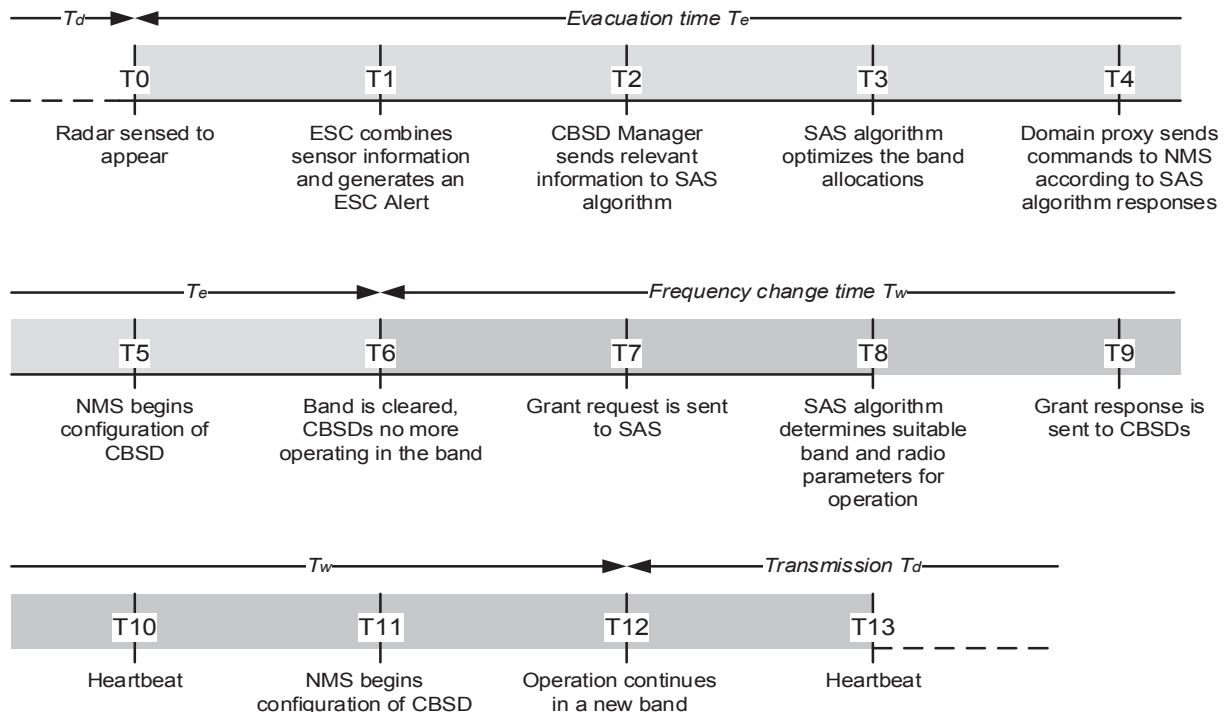 Td
Evacuation time Te
T0
T1
T2
T3
T4
Radar sensed to
appear
ESC combines
sensor information
and generates an
ESC Alert
CBSD Manager
sends relevant
information to SAS
algorithm
SAS algorithm
optimizes the band
allocations
Domain proxy sends
commands to NMS
according to SAS
algorithm responses
Te
Frequency change time Tw
T5
T6
T7
T8
T9
NMS begins
configuration of
CBSD
Band is cleared,
CBSDs no more
operating in the band
Grant request is sent
to SAS
SAS algorithm
determines suitable
band and radio
parameters for
operation
Grant response is
sent to CBSDs
Tw
Transmission Td
T10
T11
T12
T13
Heartbeat
NMS begins
configuration of CBSD
Operation continues
in a new band
Heartbeat